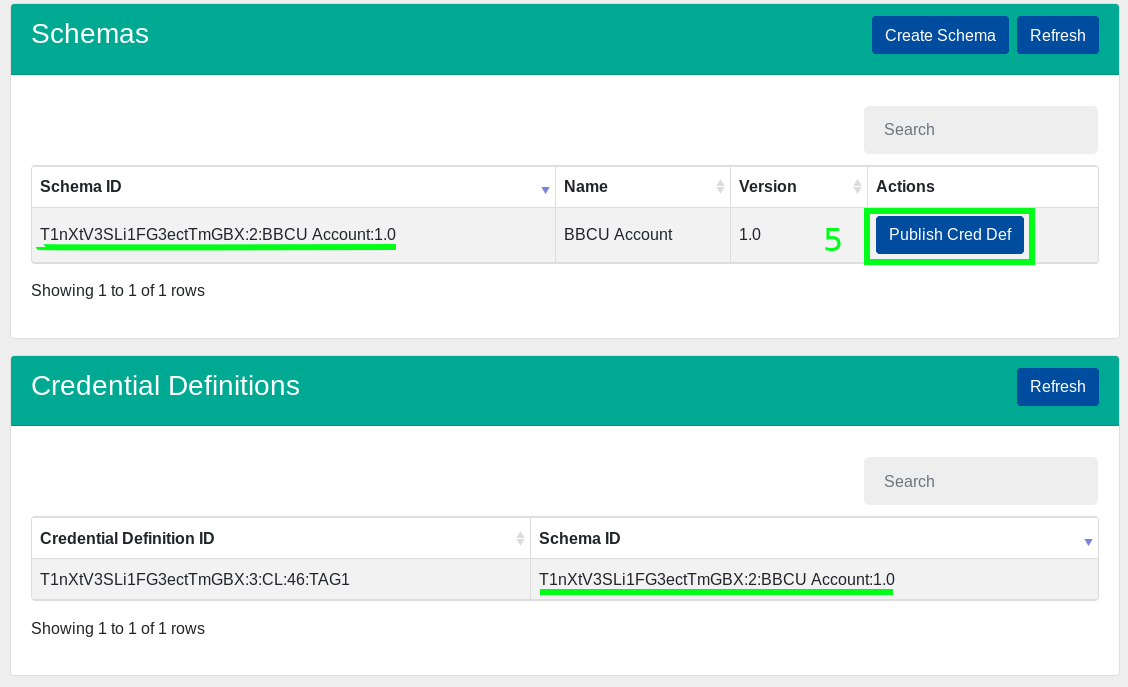 Schemas
Create Schema Refresh
Search
Schema ID Name Version Actions
T1nXtV3SLi1FG3ectTmGBX:2:BBCU Account:1.0 BBCU Account 1.0 5 Publish Cred Def
Showing 1 to 1 of 1 rows
Credential Definitions
Refresh
Search
Credential Definition ID Schema ID
T1nXtV3SLi1FG3ectTmGBX:3:CL:46:TAG1 T1nXtV3SLi1FG3ectTmGBX:2:BBCU Account:1.0
Showing 1 to 1 of 1 rows